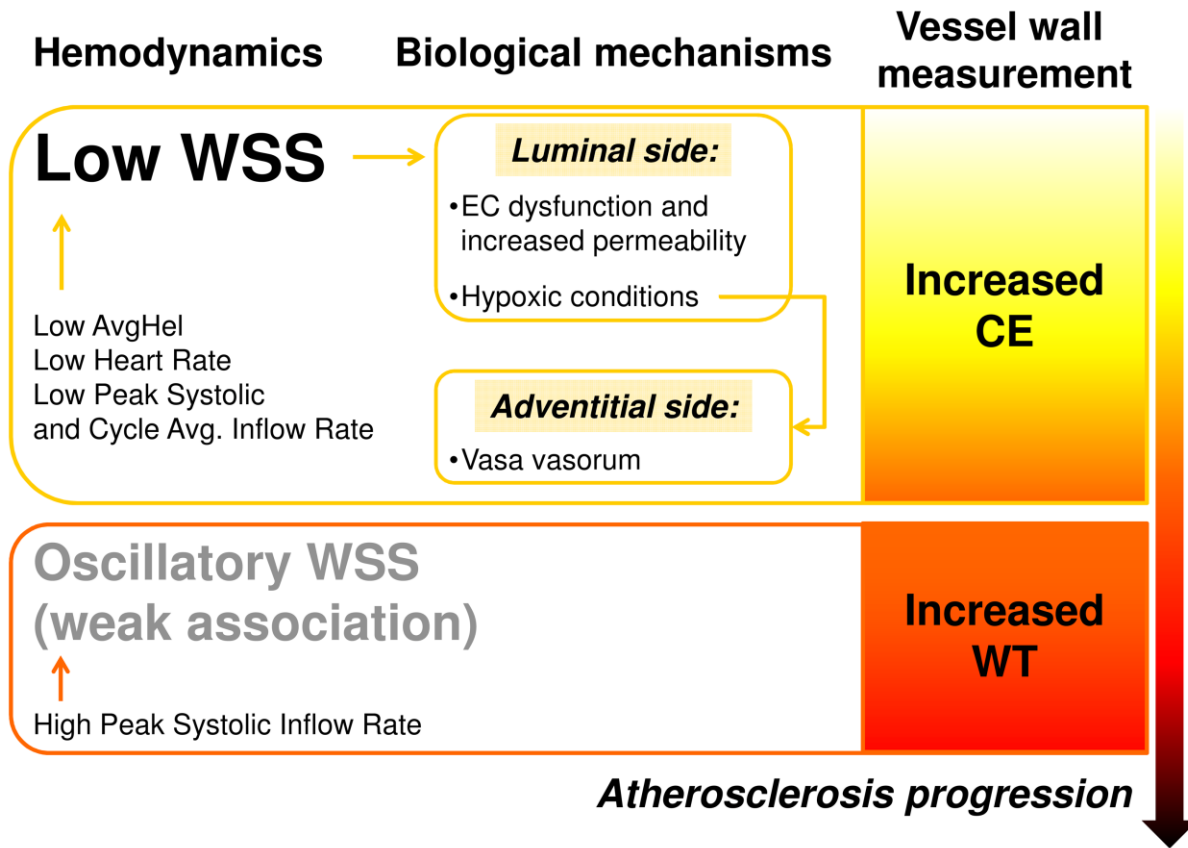 Hemodynamics
Biological mechanisms
Vessel wall
measurement
Low WSS
Low AvgHel
Low Heart Rate
Low Peak Systolic
and Cycle Avg. Inflow Rate
Luminal side:
•EC dysfunction and
increased permeability
•Hypoxic conditions
Adventitial side:
•Vasa vasorum
Increased
CE
Oscillatory WSS
(weak association)
High Peak Systolic Inflow Rate
Increased
WT
Atherosclerosis progression